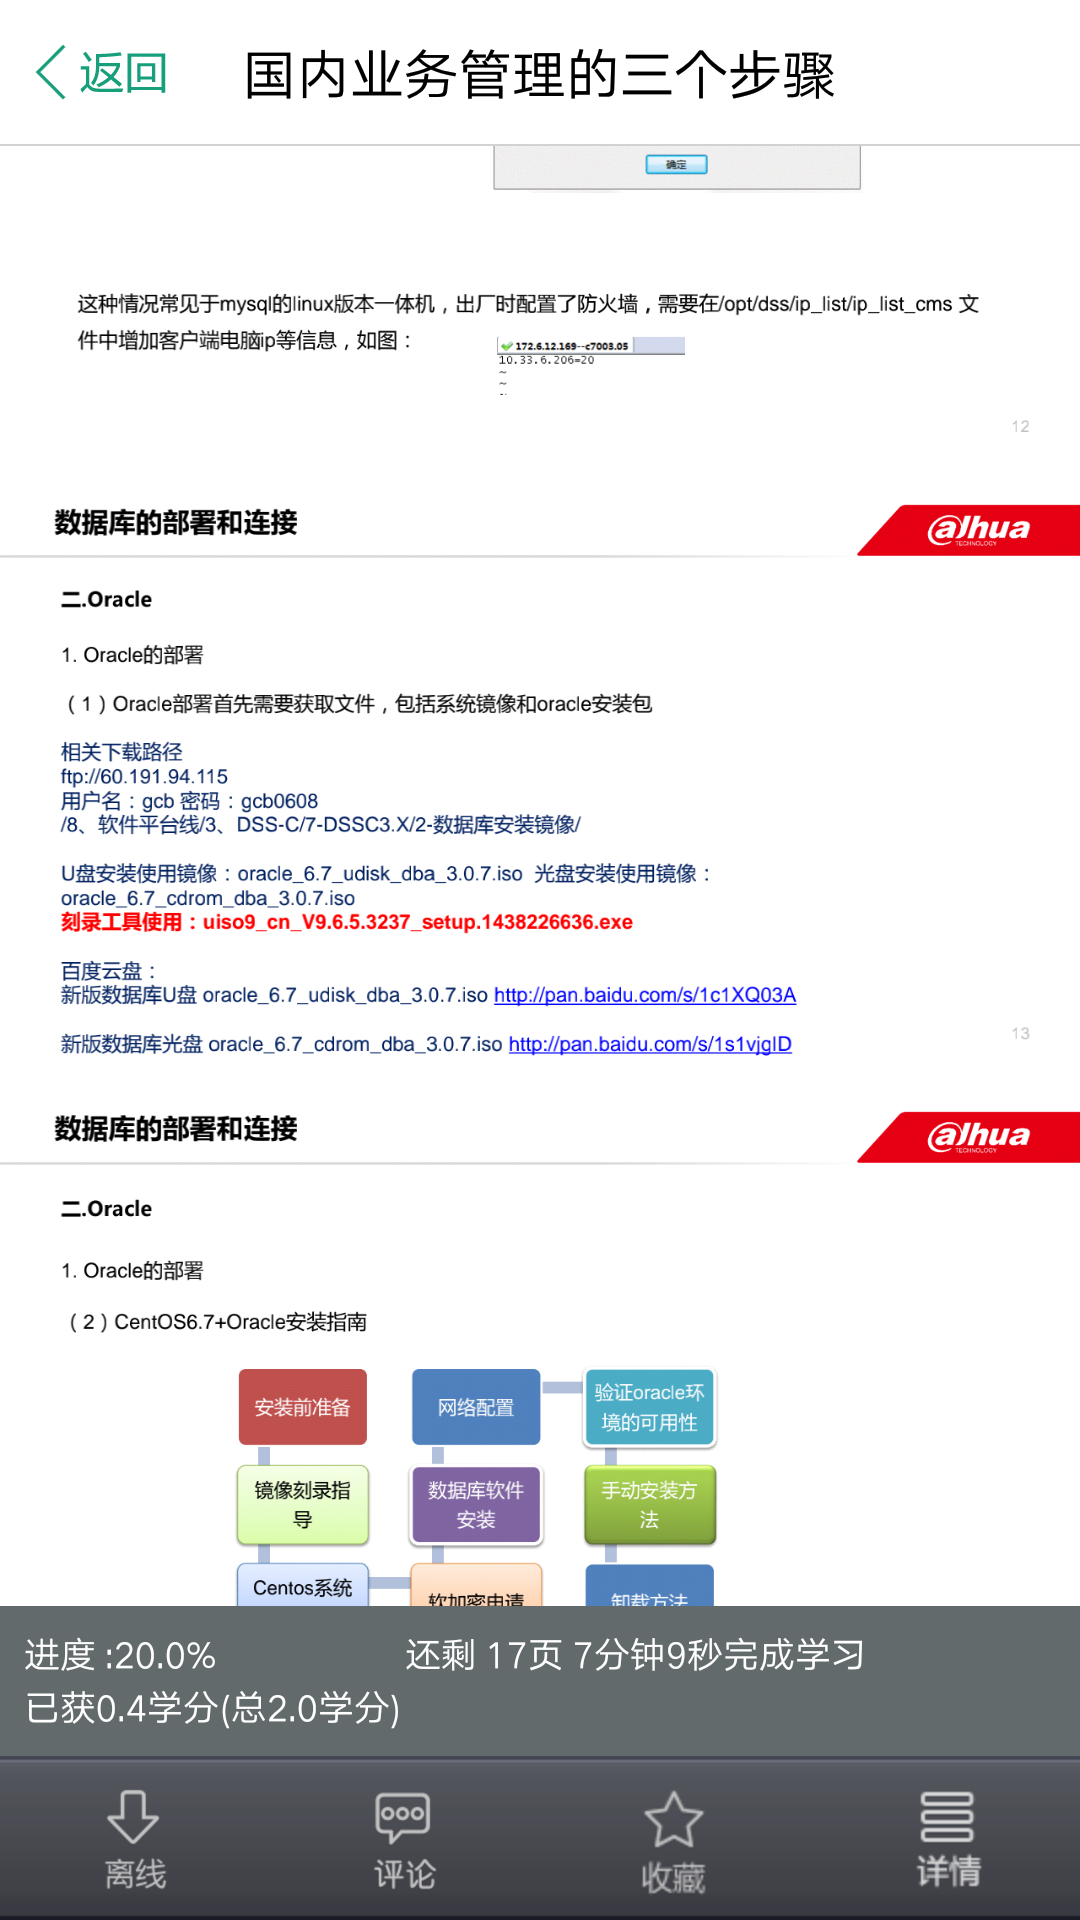 返回
国内业务管理的三个步骤
确定
这种情况常见于mysql的linux版本一体机，出厂时配置了防火墙，需要在/opt/dss/ip_list/ip_list_cms 文
件中增加客户端电脑ip等信息，如图：
172.6.12.169--c7003.05
10.33.6.206=20
~
~
~
12
数据库的部署和连接
alhua
TECHNOLOGY
二.Oracle
1. Oracle的部署
（1）Oracle部署首先需要获取文件，包括系统镜像和oracle安装包
相关下载路径
ftp://60.191.94.115
用户名：gcb 密码：gcb0608
/8、软件平台线/3、DSS-C/7-DSSC3.X/2-数据库安装镜像/
U盘安装使用镜像：oracle_6.7_udisk_dba_3.0.7.iso 光盘安装使用镜像：
oracle_6.7_cdrom_dba_3.0.7.iso
刻录工具使用：uiso9_cn_V9.6.5.3237_setup.1438226636.exe
百度云盘：
新版数据库U盘 oracle_6.7_udisk_dba_3.0.7.iso http://pan.baidu.com/s/1c1XQ03A
新版数据库光盘 oracle_6.7_cdrom_dba_3.0.7.iso http://pan.baidu.com/s/1s1vjgID
13
数据库的部署和连接
alhua
TECHNOLOGY
二.Oracle
1. Oracle的部署
（2）CentOS6.7+Oracle安装指南
安装前准备
镜像刻录指
导
Centos系统
网络配置
数据库软件
安装
软加密申请
验证oracle环
境的可用性
手动安装方
法
卸载方法
进度 :20.0%
还剩 17页 7分钟9秒完成学习
已获0.4学分(总2.0学分)
离线
评论
收藏
详情